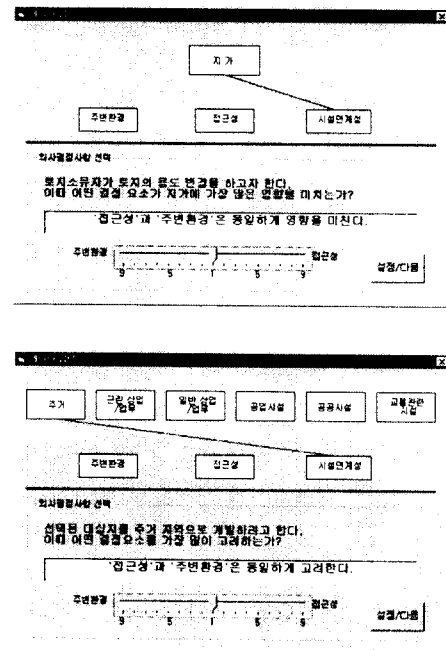 지가
주변환경 접근성 시설연계성
의사결정사항 선택
토지소유자가 토지의 용도 변경을 하고자 한다.
이때 어떤 결정 요소가 지가에 가장 많은 영향을 미치는가?
'접근성'과 '주변환경'은 동일하게 영향을 미친다.
주변환경 접근성
9 5 1 5 9
설정/다음
주거 근린 상업/업무 일반 상업/업무 공업시설 공공시설 교통관련 시설
주변환경 접근성 시설연계성
의사결정사항 선택
선택된 대상지를 주거 지역으로 개발하려고 한다.
이때 어떤 결정요소를 가장 많이 고려하는가?
'접근성'과 '주변환경'은 동일하게 고려한다.
주변환경 접근성
9 5 1 5 9
설정/다음